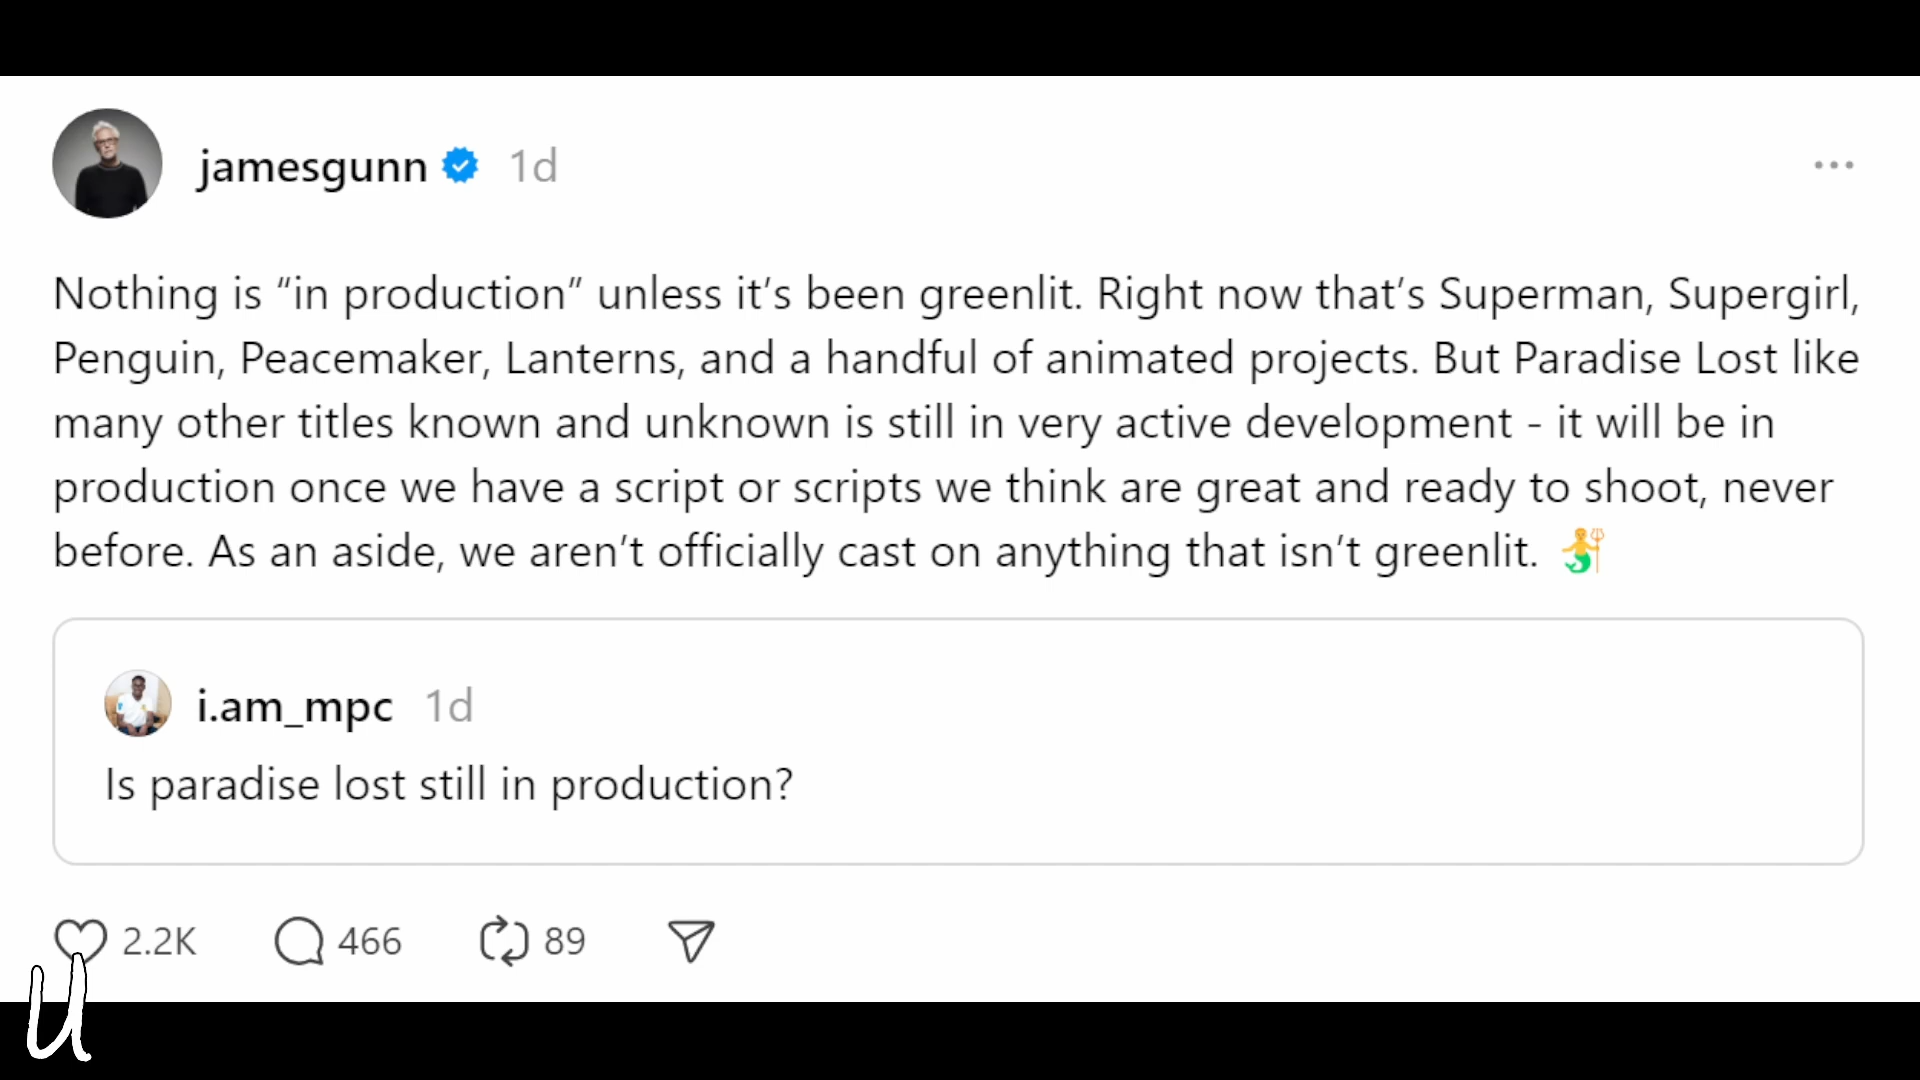 jamesgunn 1d
Nothing is “in production” unless it’s been greenlit. Right now that’s Superman, Supergirl,
Penguin, Peacemaker, Lanterns, and a handful of animated projects. But Paradise Lost like
many other titles known and unknown is still in very active development - it will be in
production once we have a script or scripts we think are great and ready to shoot, never
before. As an aside, we aren’t officially cast on anything that isn’t greenlit. 🧜‍♂️
i.am_mpc 1d
Is paradise lost still in production?
2.2K 466 89
U